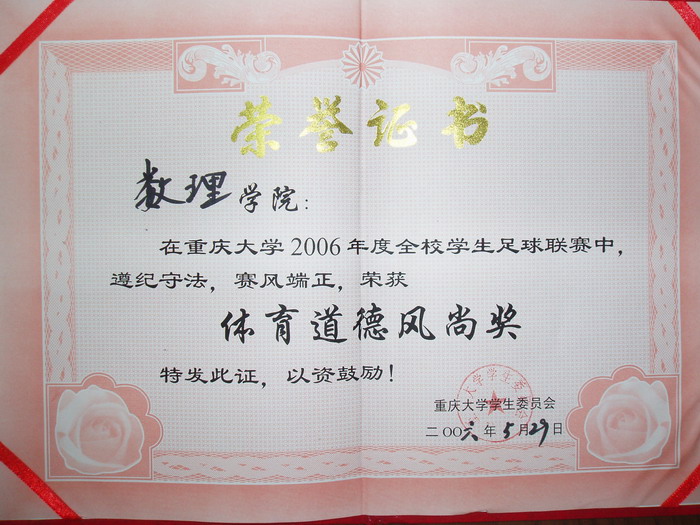 荣誉证书
数理学院:
在重庆大学2006年度全校学生足球联赛中,
遵纪守法,赛风端正,荣获
体育道德风尚奖
特发此证,以资鼓励!
重庆大学学生委员会
二OO六年5月29日